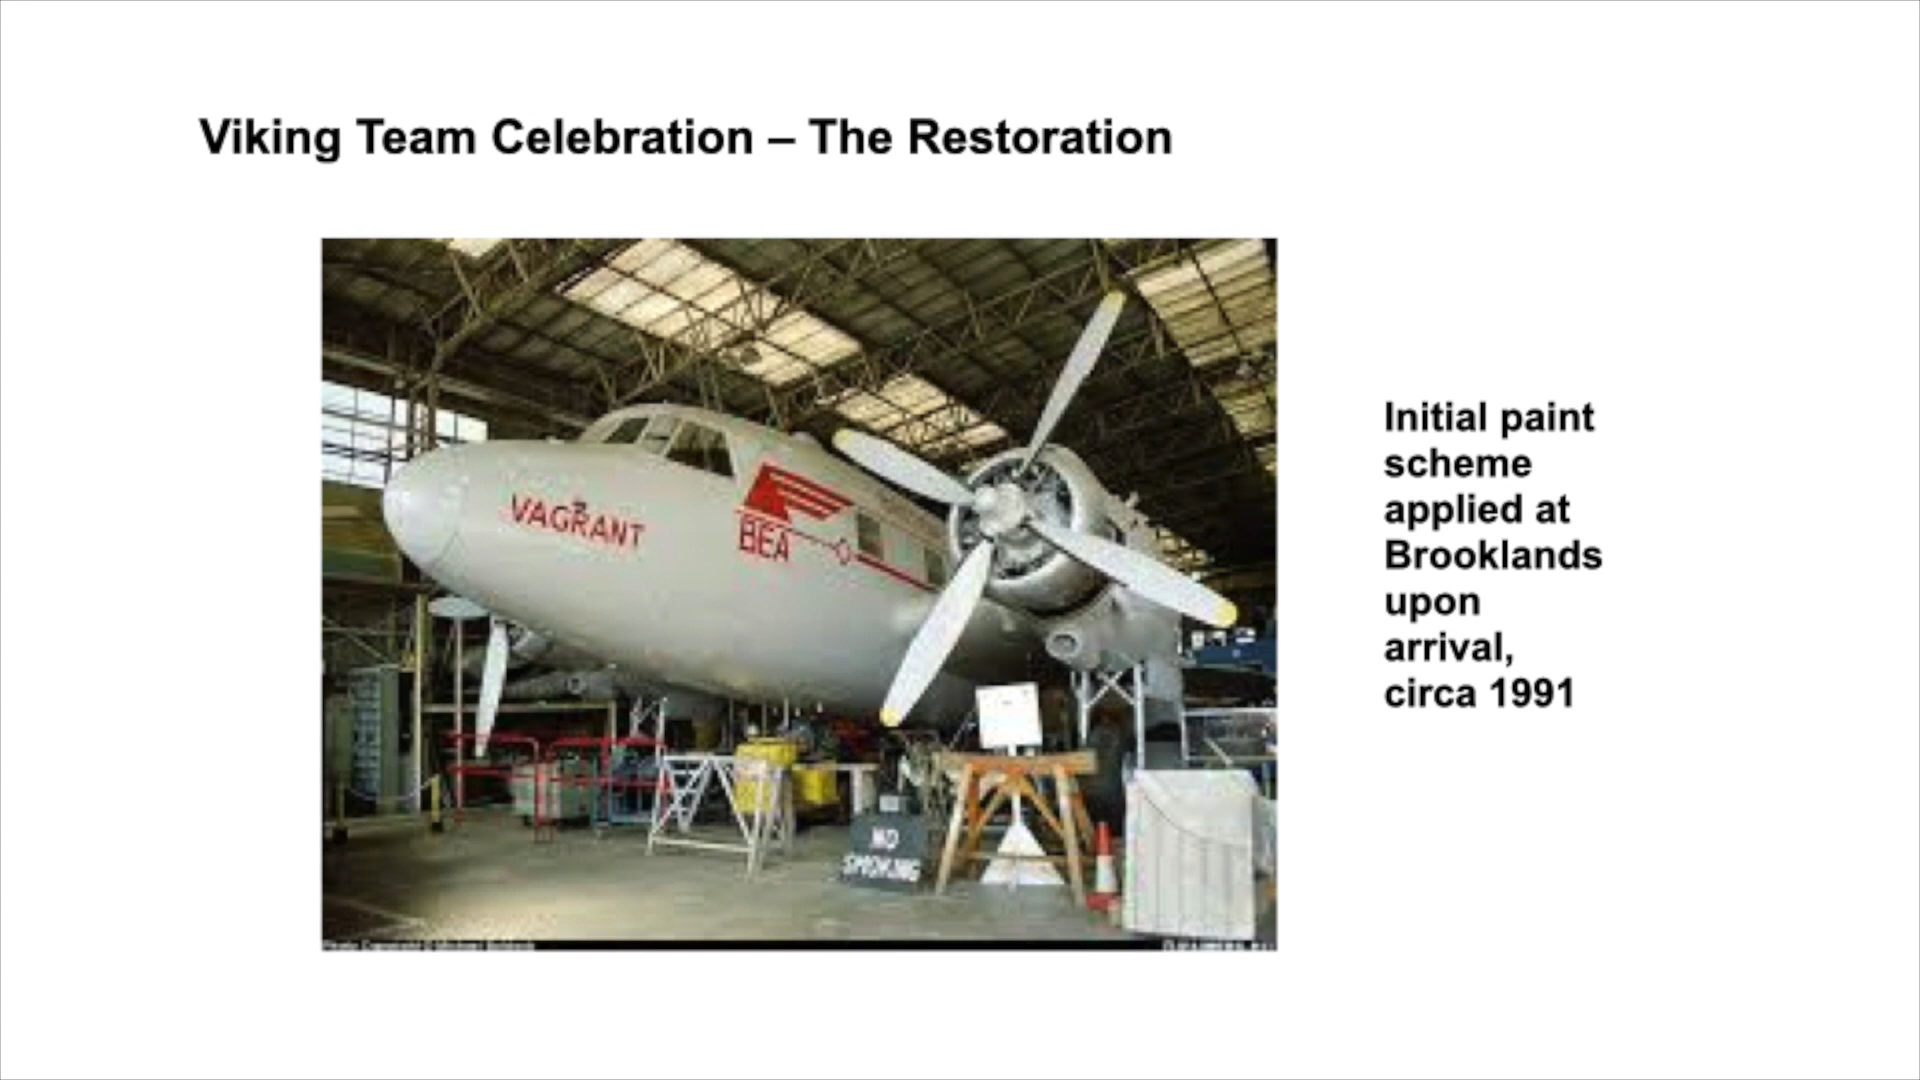 Viking Team Celebration – The Restoration
VAGRANT
BEA
NO
SMOKING
Initial paint
scheme
applied at
Brooklands
upon
arrival,
circa 1991